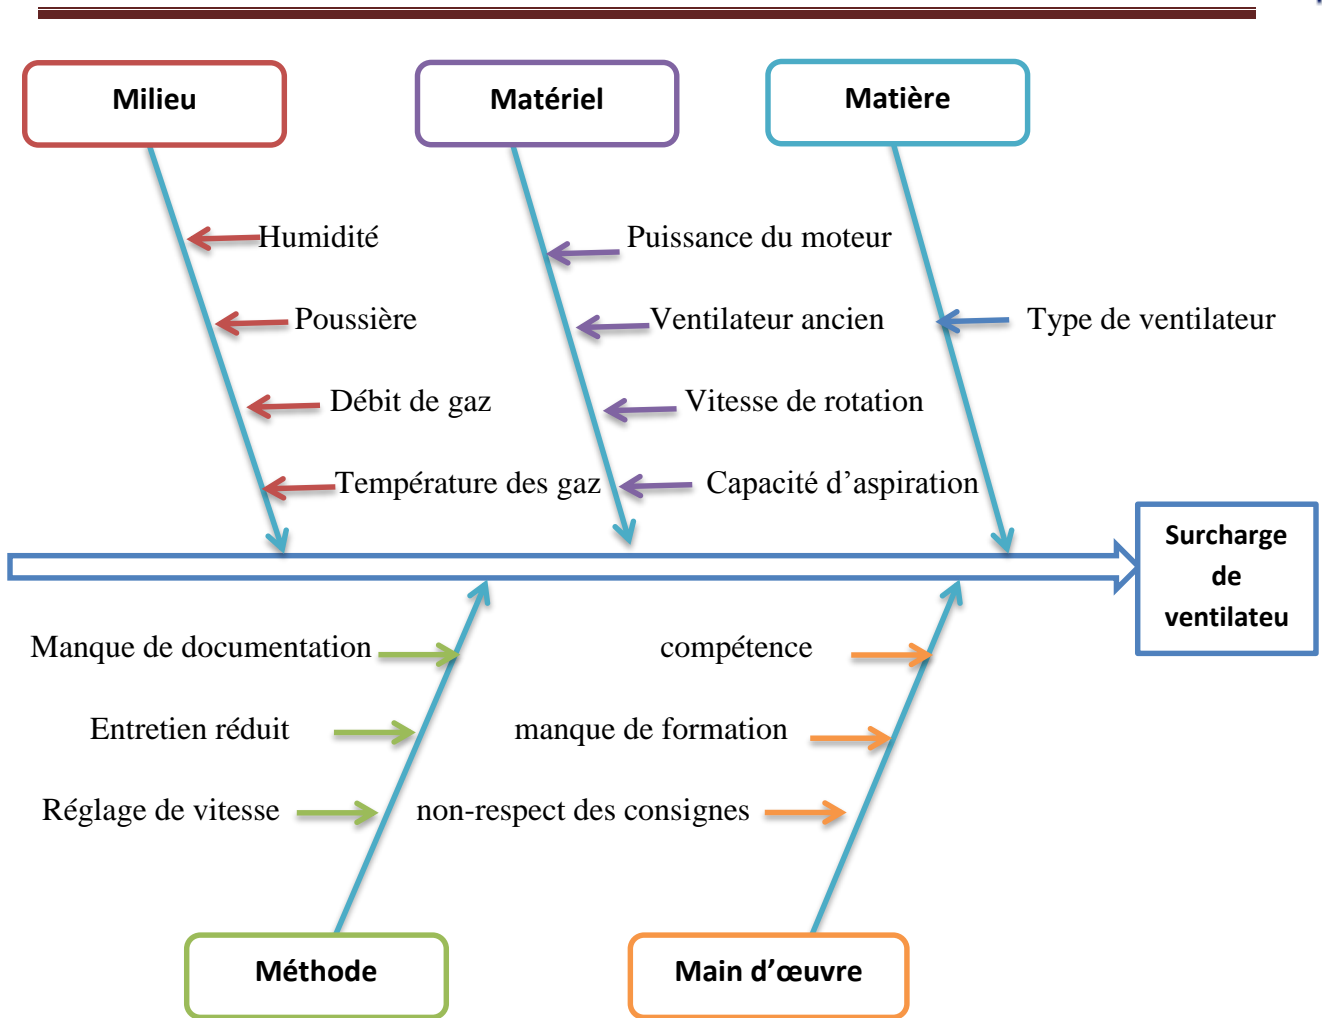 Milieu
Matériel
Matière
Humidité
Puissance du moteur
Poussière
Ventilateur ancien
Type de ventilateur
Débit de gaz
Vitesse de rotation
Température des gaz
Capacité d’aspiration
Surcharge
de
ventilateu
Manque de documentation
compétence
Entretien réduit
manque de formation
Réglage de vitesse
non-respect des consignes
Méthode
Main d’œuvre